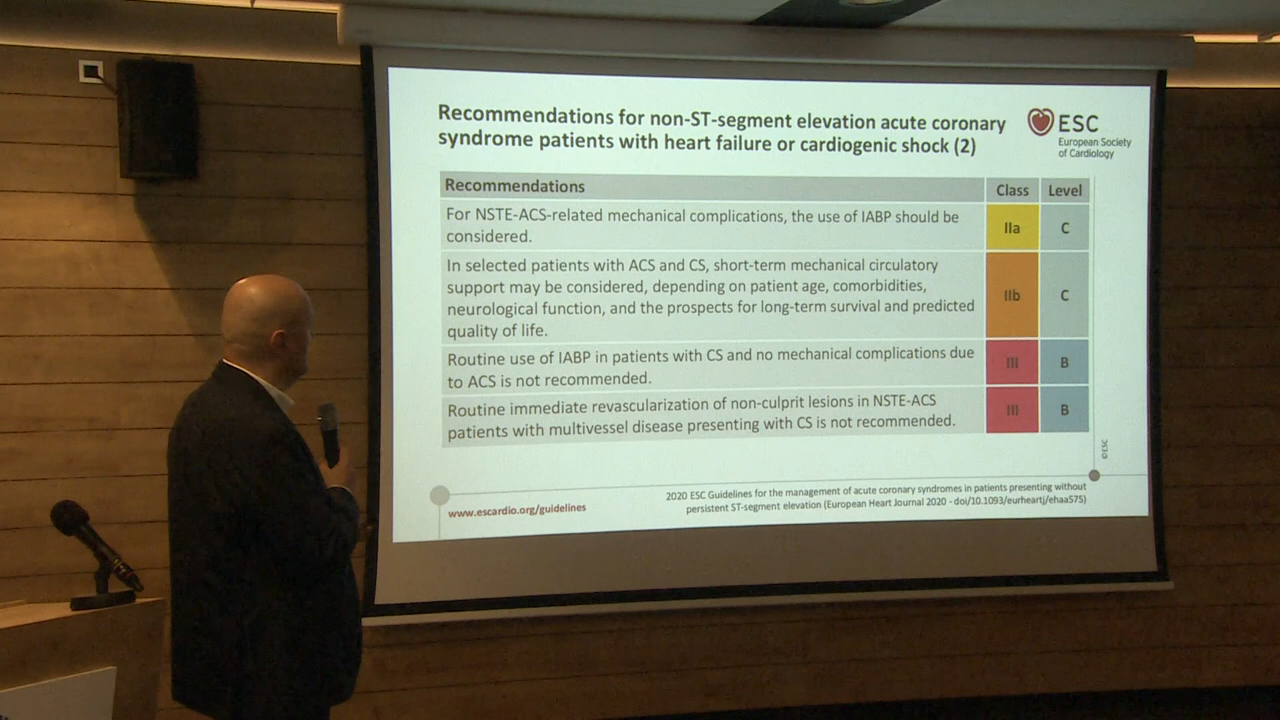 Recommendations for non-ST-segment elevation acute coronary
syndrome patients with heart failure or cardiogenic shock (2)
ESC
European Society
of Cardiology
Recommendations Class Level
For NSTE-ACS-related mechanical complications, the use of IABP should be
considered.
IIa C
In selected patients with ACS and CS, short-term mechanical circulatory
support may be considered, depending on patient age, comorbidities,
neurological function, and the prospects for long-term survival and predicted
quality of life.
IIb C
Routine use of IABP in patients with CS and no mechanical complications due
to ACS is not recommended.
III B
Routine immediate revascularization of non-culprit lesions in NSTE-ACS
patients with multivessel disease presenting with CS is not recommended.
III B
©ESC
www.escardio.org/guidelines
2020 ESC Guidelines for the management of acute coronary syndromes in patients presenting without
persistent ST-segment elevation (European Heart Journal 2020 - doi/10.1093/eurheartj/ehaa575)